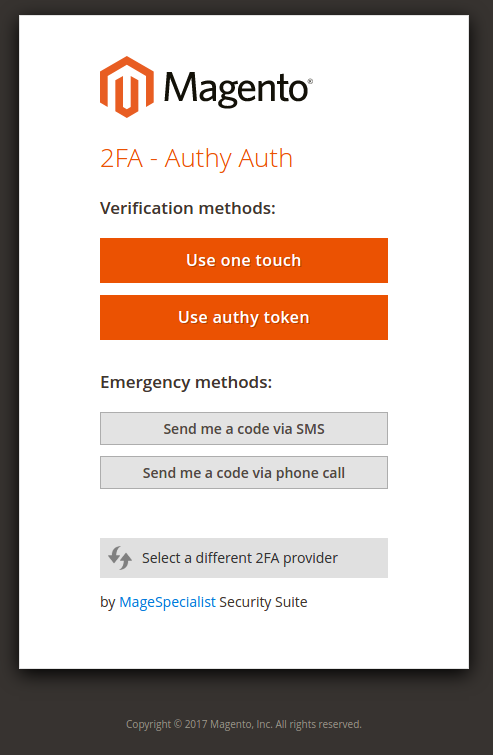 Magento®
2FA - Authy Auth
Verification methods:
Use one touch
Use authy token
Emergency methods:
Send me a code via SMS
Send me a code via phone call
Select a different 2FA provider
by MageSpecialist Security Suite
Copyright © 2017 Magento, Inc. All rights reserved.